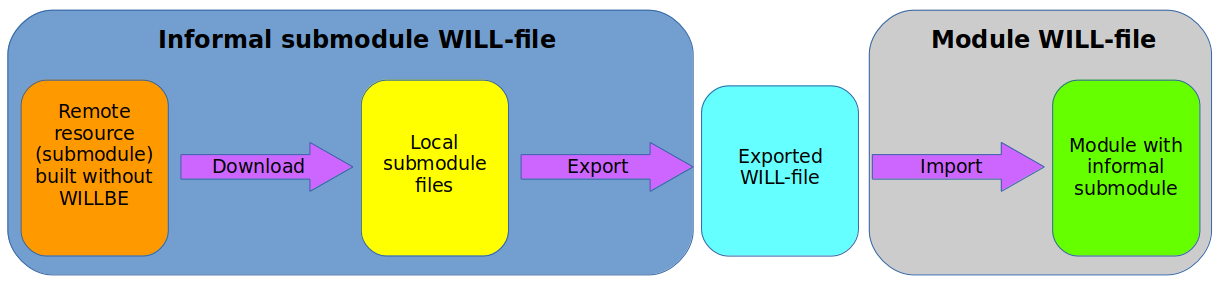 Informal submodule WILL-file
Module WILL-file
Remote
resource
(submodule)
built without
WILLBE
Download
Local
submodule
files
Export
Exported
WILL-file
Import
Module with
informal
submodule